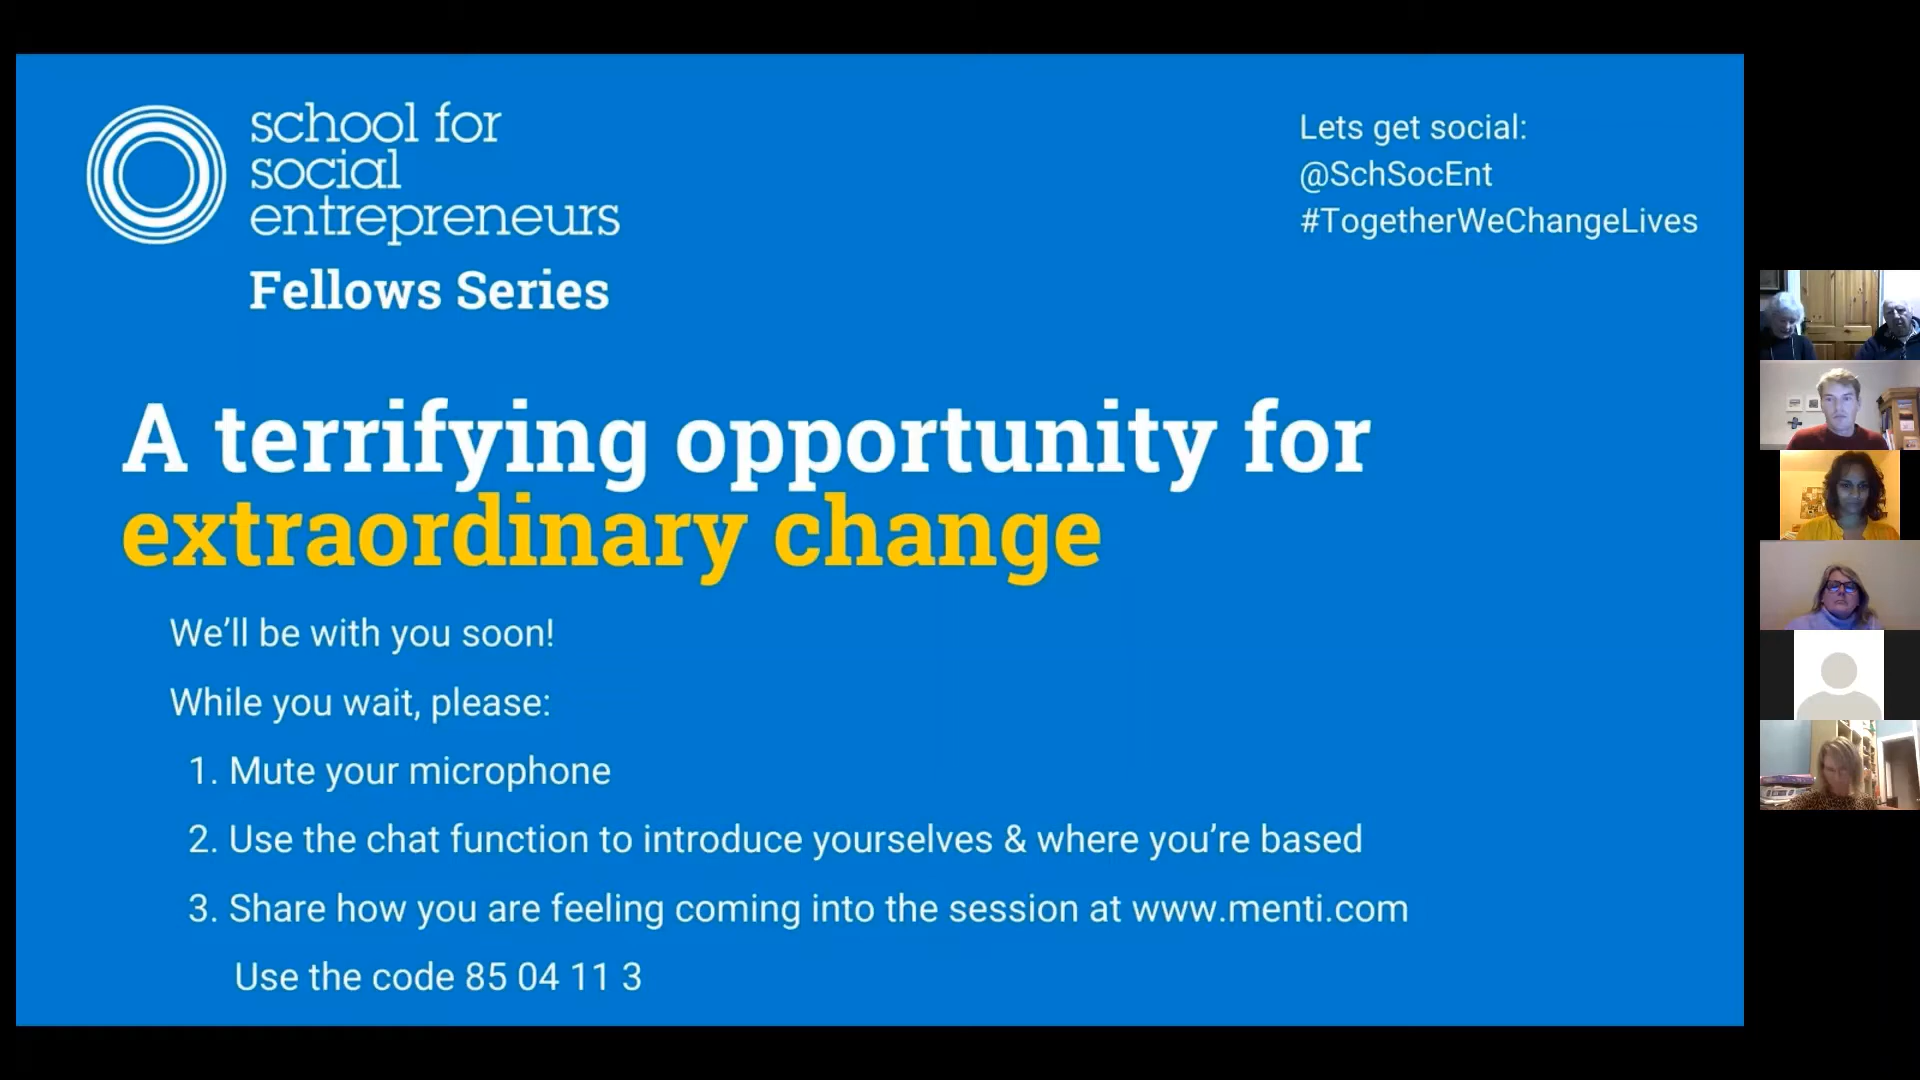 school for
social
entrepreneurs
Fellows Series
Lets get social:
@SchSocEnt
#TogetherWeChangeLives
A terrifying opportunity for
extraordinary change
We’ll be with you soon!
While you wait, please:
1. Mute your microphone
2. Use the chat function to introduce yourselves & where you’re based
3. Share how you are feeling coming into the session at www.menti.com
Use the code 85 04 11 3